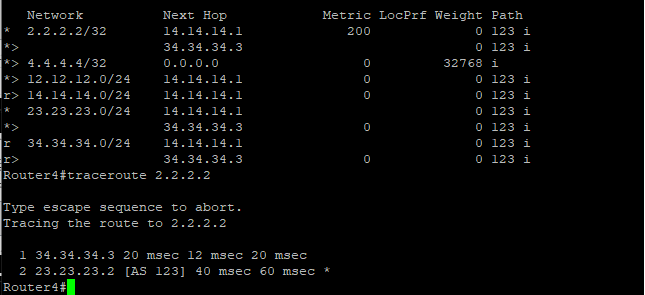 Network          Next Hop            Metric LocPrf Weight Path
*  2.2.2.2/32       14.14.14.1             200             0 123 i
*>                  34.34.34.3                             0 123 i
*> 4.4.4.4/32       0.0.0.0                  0         32768 i
*> 12.12.12.0/24    14.14.14.1               0             0 123 i
r> 14.14.14.0/24    14.14.14.1               0             0 123 i
*  23.23.23.0/24    14.14.14.1                             0 123 i
*>                  34.34.34.3               0             0 123 i
r  34.34.34.0/24    14.14.14.1                             0 123 i
r>                  34.34.34.3               0             0 123 i
Router4#traceroute 2.2.2.2
Type escape sequence to abort.
Tracing the route to 2.2.2.2
  1 34.34.34.3 20 msec 12 msec 20 msec
  2 23.23.23.2 [AS 123] 40 msec 60 msec *
Router4#